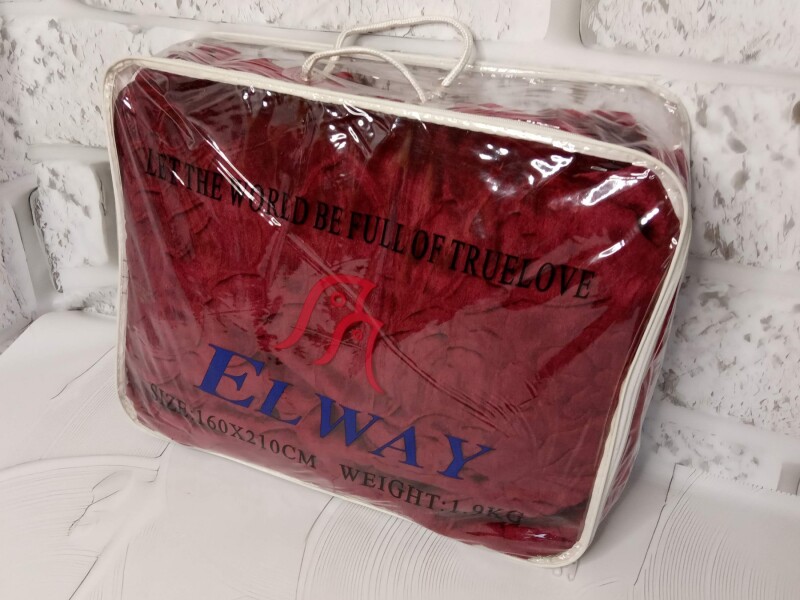 LET THE WORLD BE FULL OF TRUELOVE
ELWAY
SIZE:160X210CM WEIGHT:1.9KG